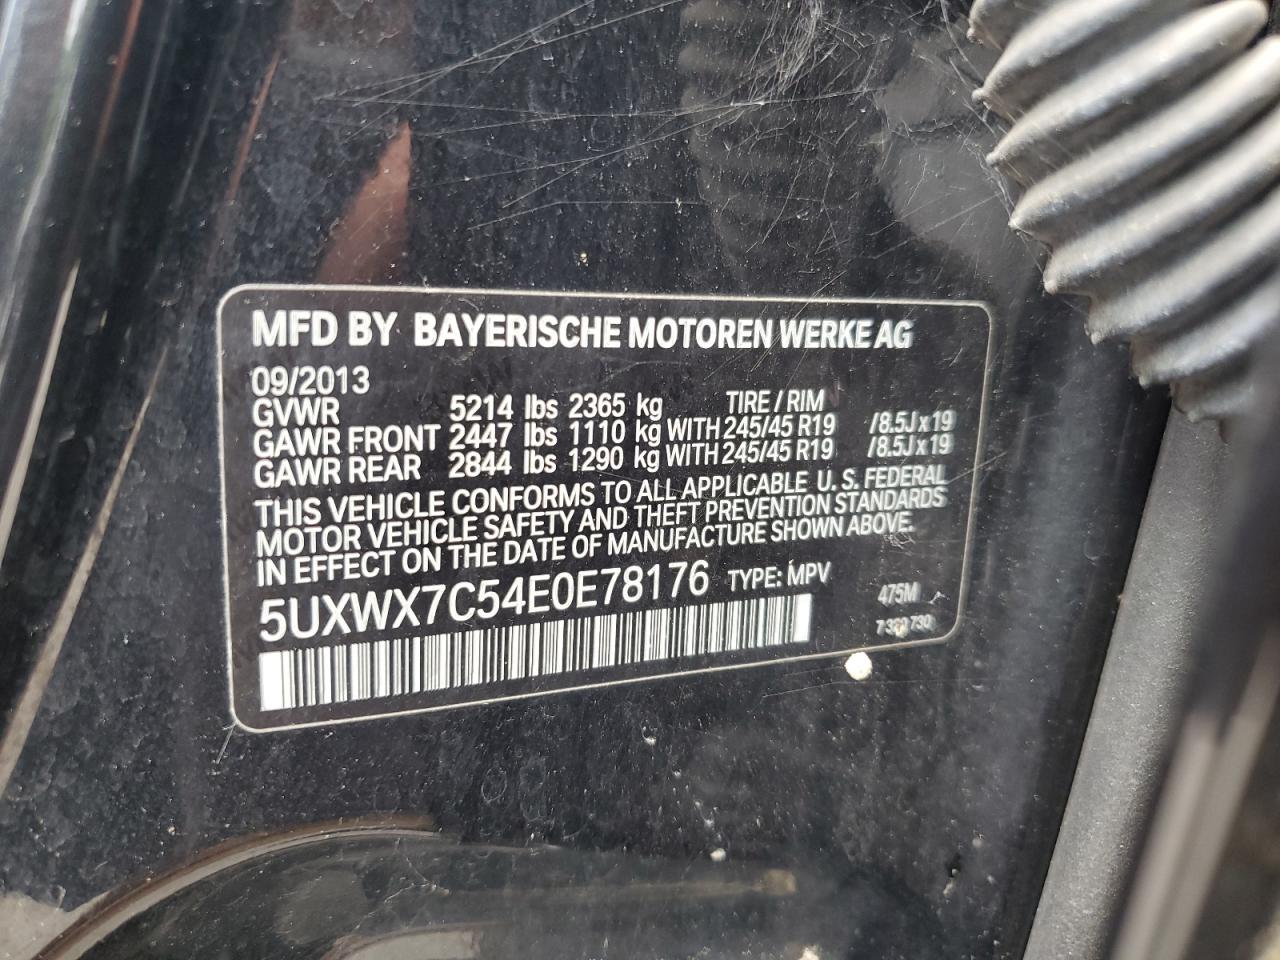 MFD BY BAYERISCHE MOTOREN WERKE AG
09/2013
GVWR 5214 lbs 2365 kg TIRE / RIM
GAWR FRONT 2447 lbs 1110 kg WITH 245/45 R19 /8.5J x 19
GAWR REAR 2844 lbs 1290 kg WITH 245/45 R19 /8.5J x 19
THIS VEHICLE CONFORMS TO ALL APPLICABLE U. S. FEDERAL
MOTOR VEHICLE SAFETY AND THEFT PREVENTION STANDARDS
IN EFFECT ON THE DATE OF MANUFACTURE SHOWN ABOVE.
5UXWX7C54E0E78176 TYPE: MPV 475M
730